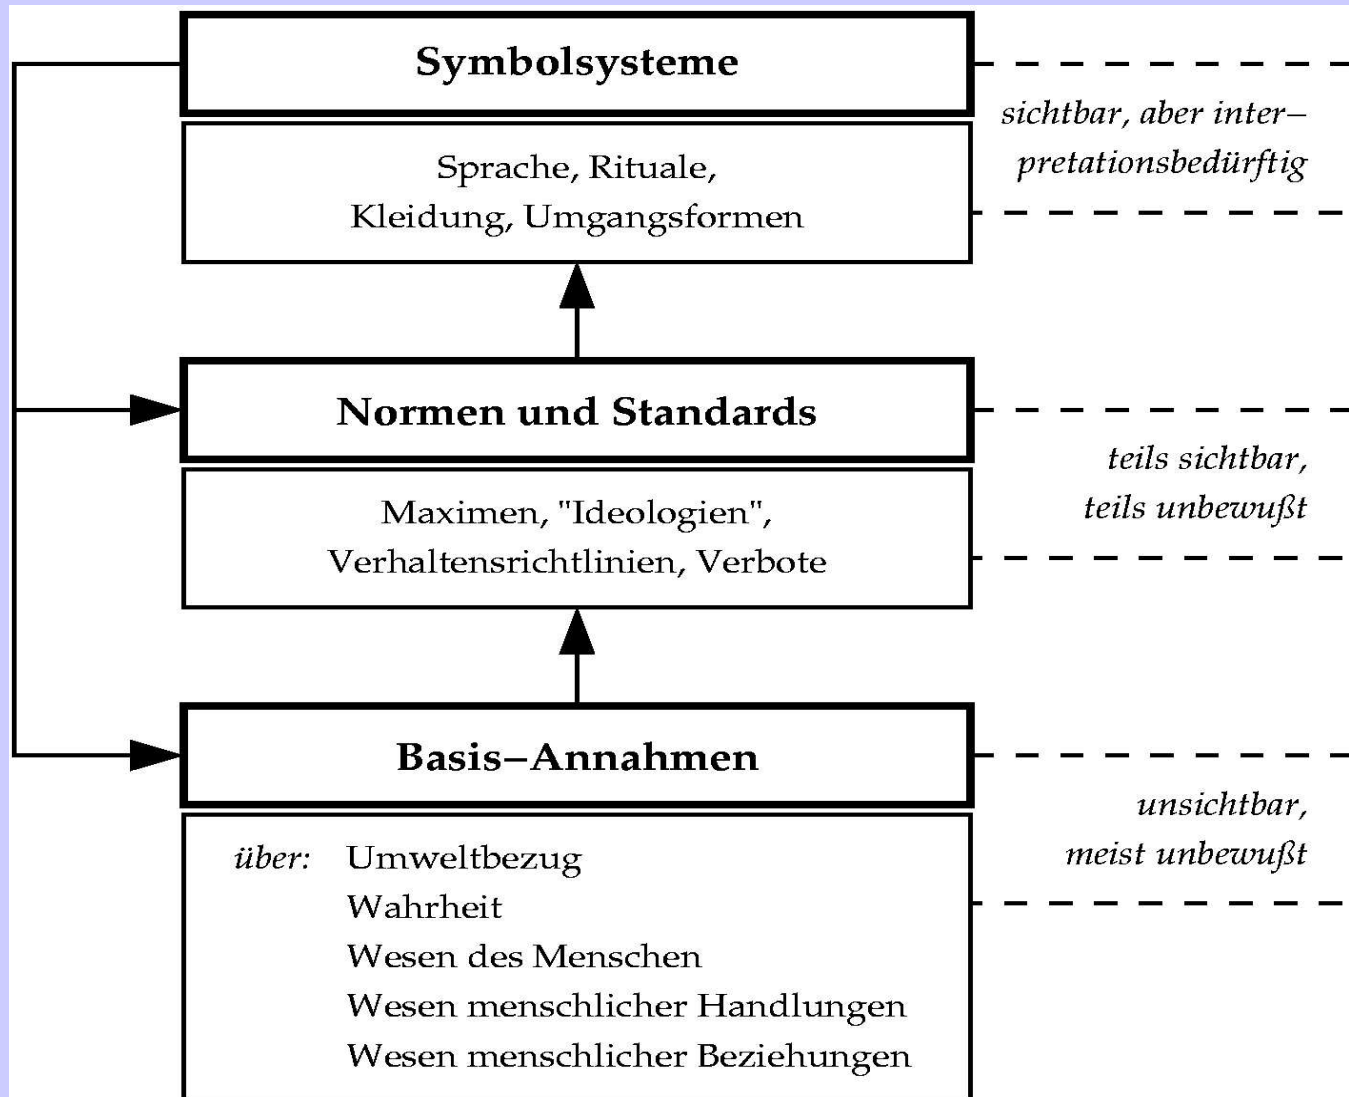 Symbolsysteme
sichtbar, aber inter–
pretationsbedürftig
Sprache, Rituale,
Kleidung, Umgangsformen
Normen und Standards
teils sichtbar,
teils unbewußt
Maximen, "Ideologien",
Verhaltensrichtlinien, Verbote
Basis–Annahmen
unsichtbar,
meist unbewußt
über: Umweltbezug
Wahrheit
Wesen des Menschen
Wesen menschlicher Handlungen
Wesen menschlicher Beziehungen